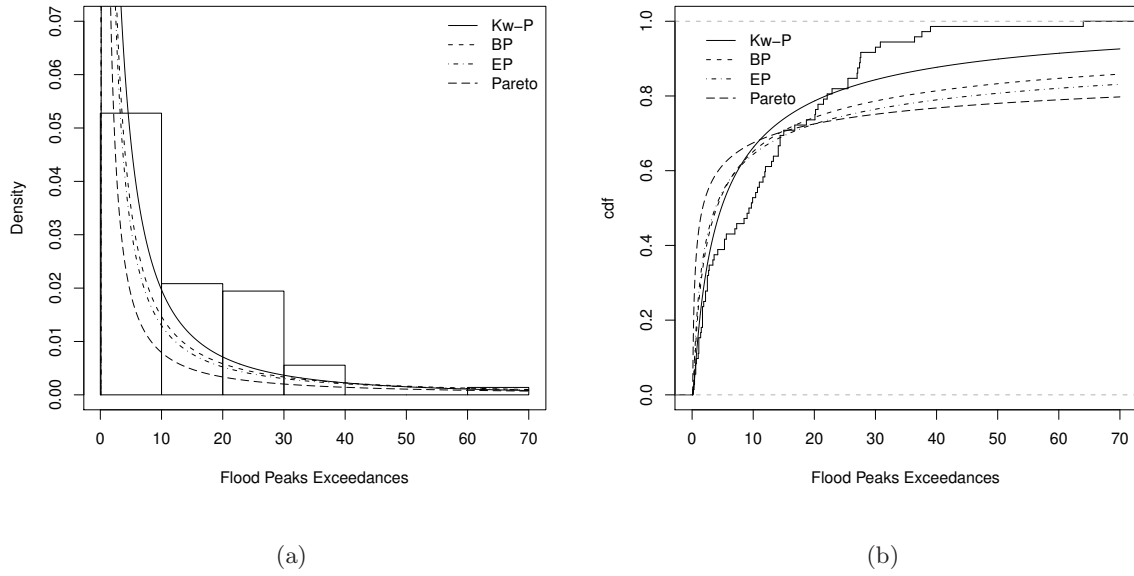 0.07
0.06
0.05
0.04
0.03
0.02
0.01
0.00
Density
Kw−P
BP
EP
Pareto
0 10 20 30 40 50 60 70
Flood Peaks Exceedances
(a)
1.0
0.8
0.6
0.4
0.2
0.0
cdf
Kw−P
BP
EP
Pareto
0 10 20 30 40 50 60 70
Flood Peaks Exceedances
(b)